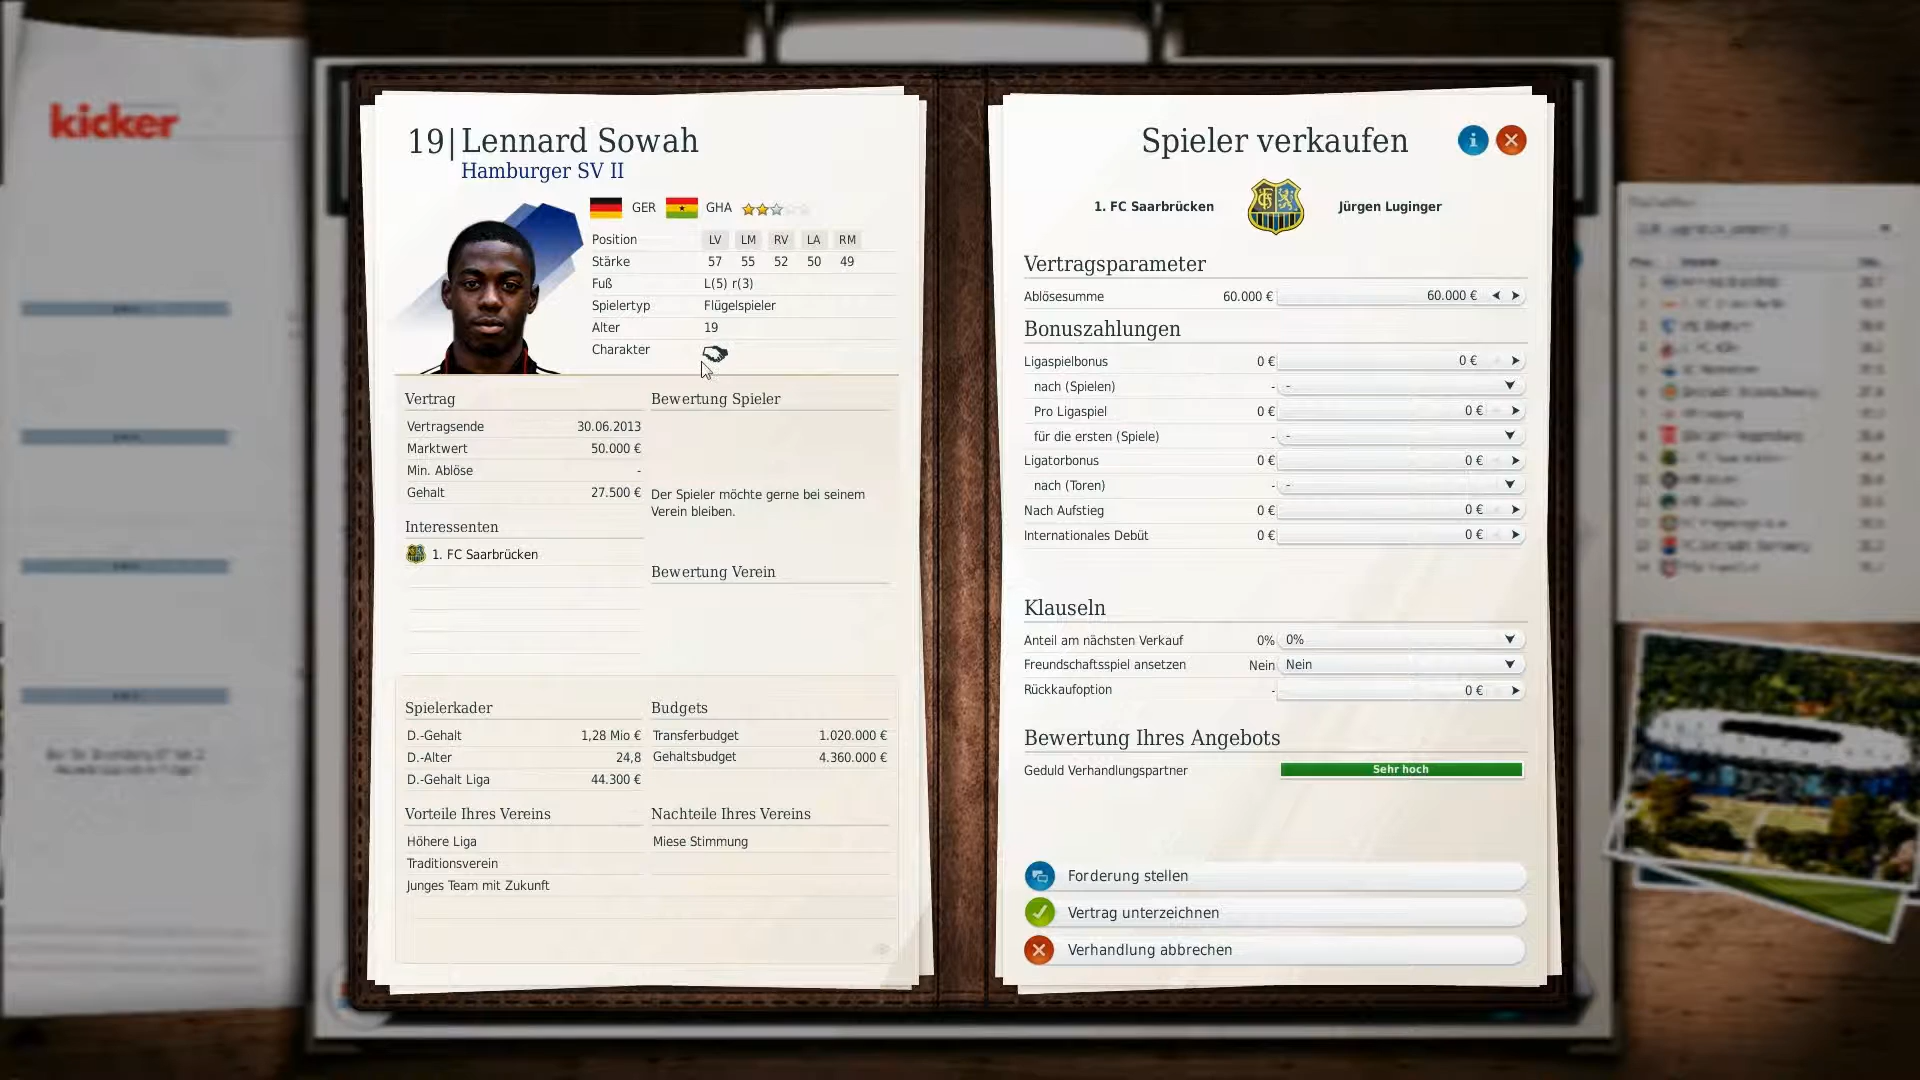 kicker
19|Lennard Sowah
Hamburger SV II
GER GHA
Position LV LM RV LA RM
Stärke 57 55 52 50 49
Fuß L(5) r(3)
Spielertyp Flügelspieler
Alter 19
Charakter
Vertrag
Vertragsende 30.06.2013
Marktwert 50.000 €
Min. Ablöse -
Gehalt 27.500 €
Interessenten
1. FC Saarbrücken
Bewertung Spieler
Der Spieler möchte gerne bei seinem
Verein bleiben.
Bewertung Verein
Spielerkader
D.-Gehalt 1,28 Mio €
D.-Alter 24,8
D.-Gehalt Liga 44.300 €
Budgets
Transferbudget 1.020.000 €
Gehaltsbudget 4.360.000 €
Vorteile Ihres Vereins
Höhere Liga
Traditionsverein
Junges Team mit Zukunft
Nachteile Ihres Vereins
Miese Stimmung
Spieler verkaufen
1. FC Saarbrücken Jürgen Luginger
Vertragsparameter
Ablösesumme 60.000 € 60.000 €
Bonuszahlungen
Ligaspielbonus 0 € 0 €
nach (Spielen) - -
Pro Ligaspiel 0 € 0 €
für die ersten (Spiele) - -
Ligatorbonus 0 € 0 €
nach (Toren) - -
Nach Aufstieg 0 € 0 €
Internationales Debüt 0 € 0 €
Klauseln
Anteil am nächsten Verkauf 0% 0%
Freundschaftsspiel ansetzen Nein Nein
Rückkaufoption - 0 €
Bewertung Ihres Angebots
Geduld Verhandlungspartner Sehr hoch
Forderung stellen
Vertrag unterzeichnen
Verhandlung abbrechen